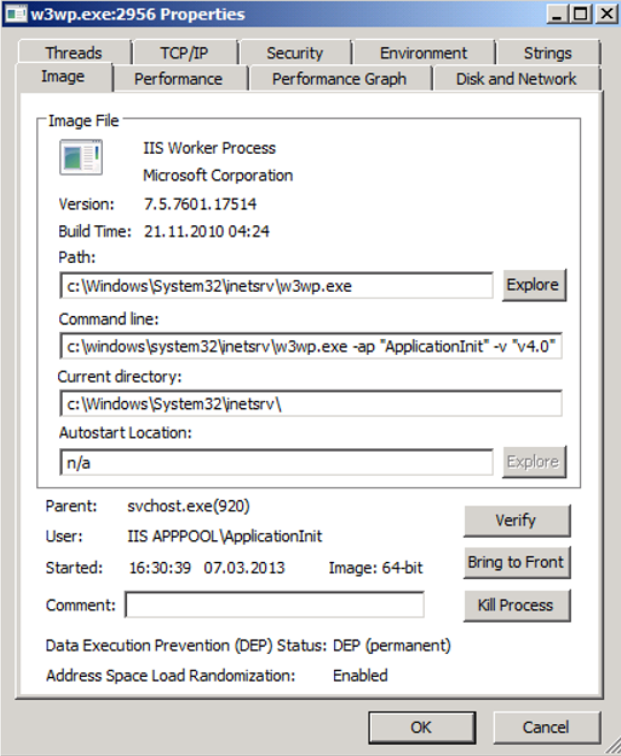 w3wp.exe:2956 Properties
Threads TCP/IP Security Environment Strings
Image Performance Performance Graph Disk and Network
Image File
IIS Worker Process
Microsoft Corporation
Version: 7.5.7601.17514
Build Time: 21.11.2010 04:24
Path:
c:\Windows\System32\inetsrv\w3wp.exe Explore
Command line:
c:\windows\system32\inetsrv\w3wp.exe -ap "ApplicationInit" -v "v4.0"
Current directory:
c:\Windows\System32\inetsrv\
Autostart Location:
n/a Explore
Parent: svchost.exe(920)
Verify
User: IIS APPPOOL\ApplicationInit
Started: 16:30:39 07.03.2013 Image: 64-bit Bring to Front
Comment: Kill Process
Data Execution Prevention (DEP) Status: DEP (permanent)
Address Space Load Randomization: Enabled
OK Cancel